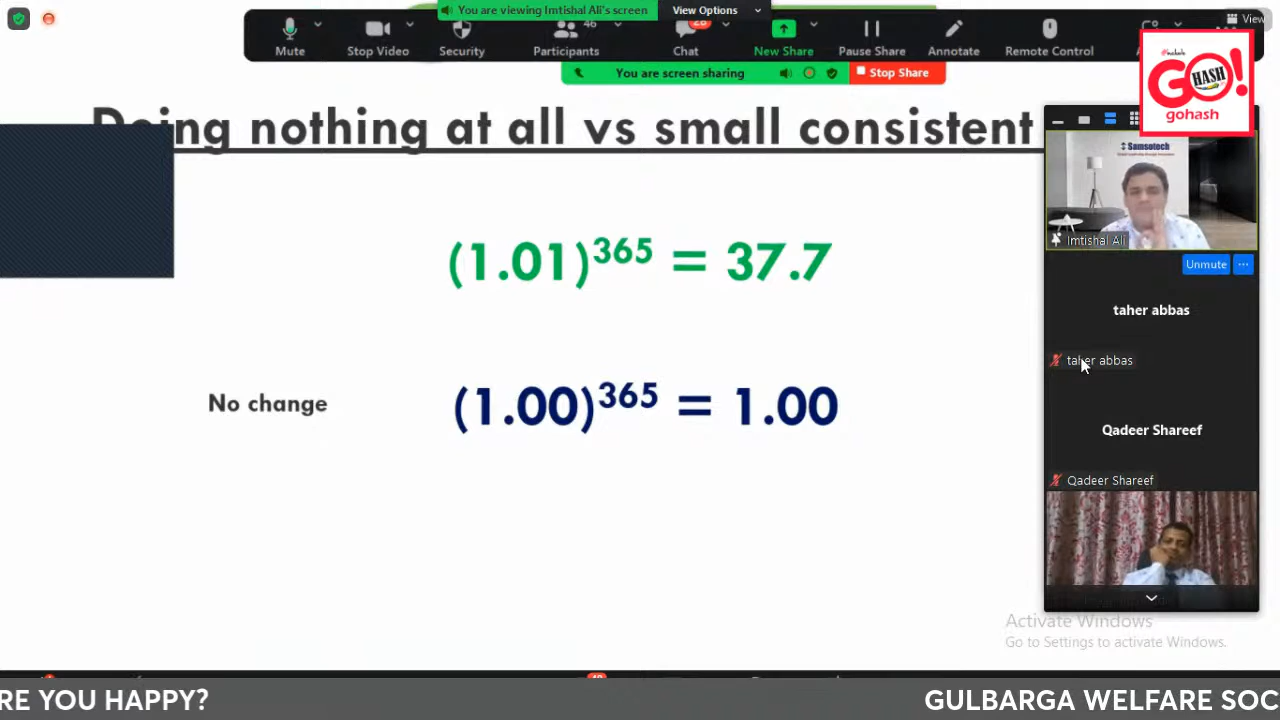 You are viewing Imtishal Ali's screen
View Options
View
Mute
Stop Video
Security
46
Participants
28
Chat
New Share
Pause Share
Annotate
Remote Control
You are screen sharing
Stop Share
GO!
HASH
gohash
Doing nothing at all vs small consistent
Samsotech
Imtishal Ali
(1.01)³⁶⁵ = 37.7
Unmute
taher abbas
taher abbas
No change
(1.00)³⁶⁵ = 1.00
Qadeer Shareef
Qadeer Shareef
Activate Windows
Go to Settings to activate Windows.
RE YOU HAPPY?
GULBARGA WELFARE SOC